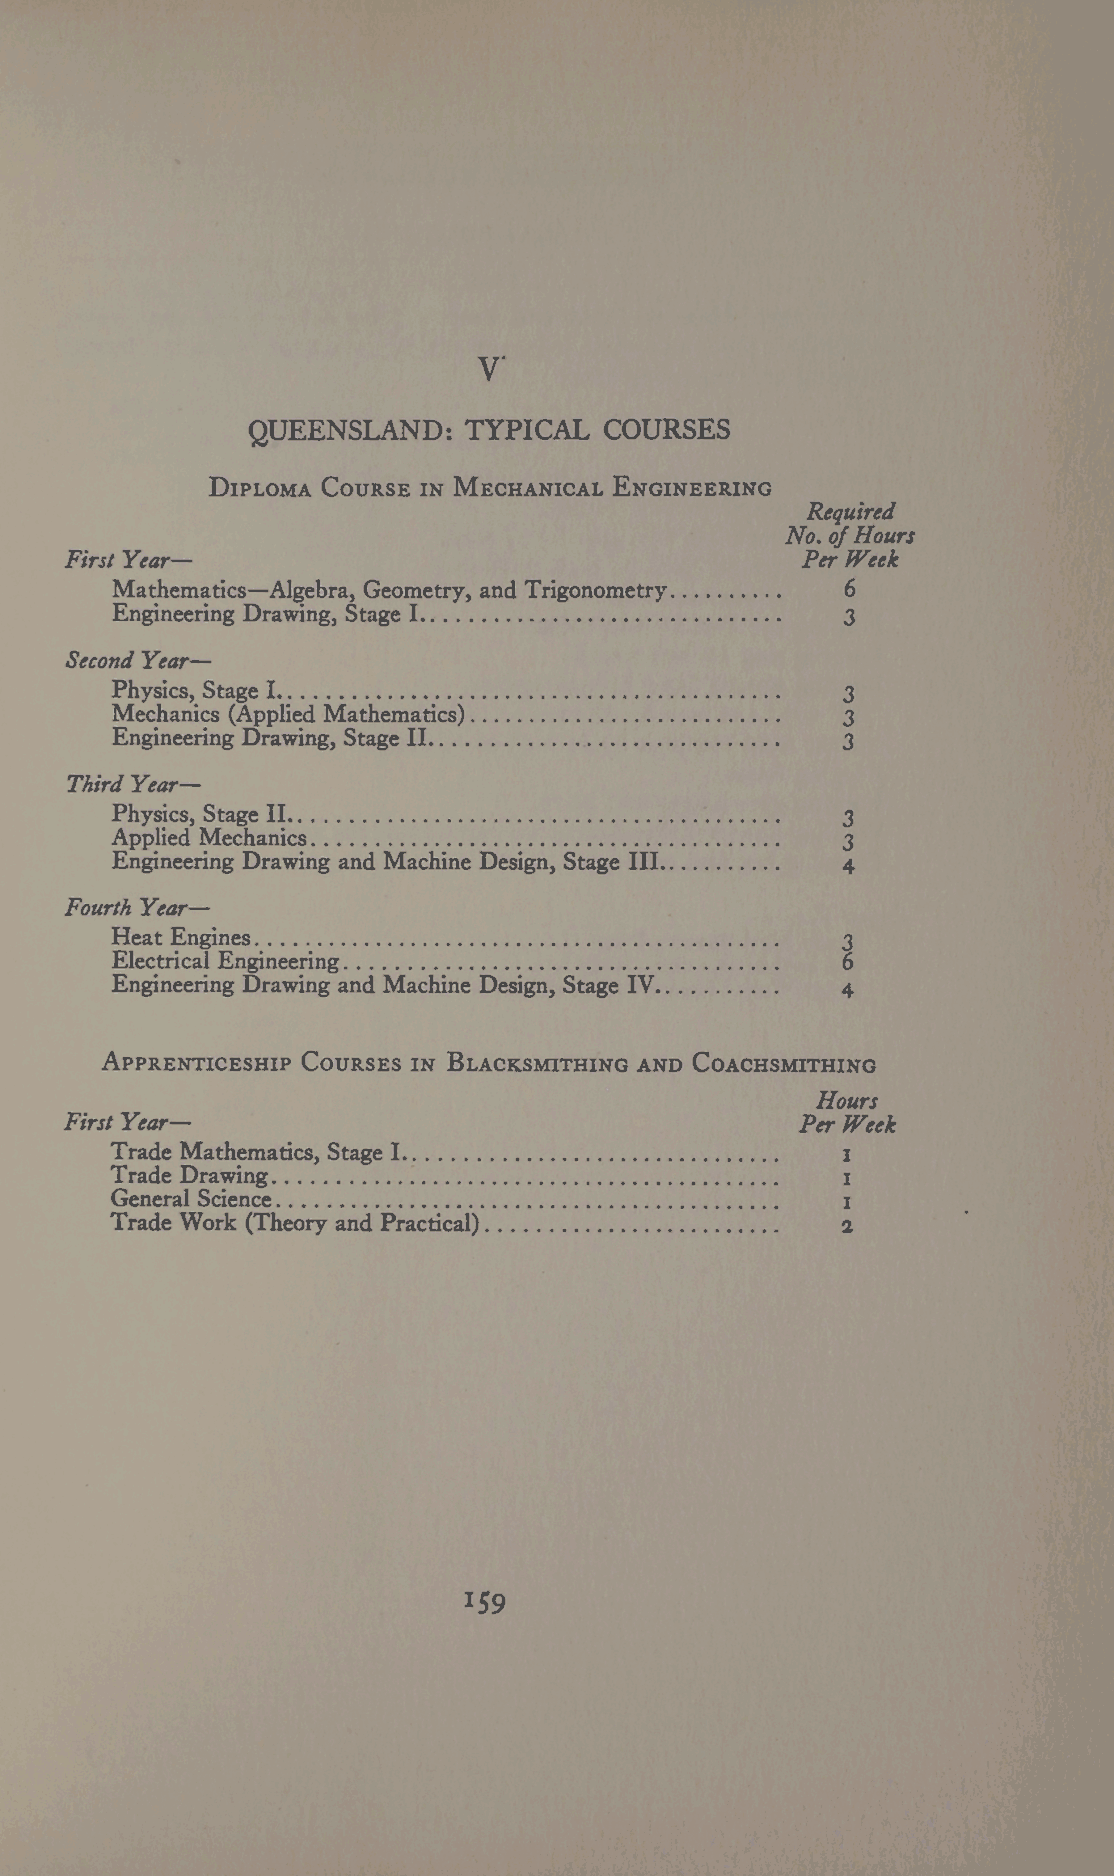 V
QUEENSLAND: TYPICAL COURSES
DIPLOMA COURSE IN MECHANICAL ENGINEERING
Required
No. of Hours
First Year— Per Week
Mathematics—Algebra, Geometry, and Trigonometry.......... 6
Engineering Drawing, Stage I............................... 3
Second Year—
Physics, Stage I........................................... 3
Mechanics (Applied Mathematics)........................... 3
Engineering Drawing, Stage II.............................. 3
Third Year—
Physics, Stage II.......................................... 3
Applied Mechanics......................................... 3
Engineering Drawing and Machine Design, Stage III........... 4
Fourth Year—
Heat Engines.............................................. 3
Electrical Engineering..................................... 6
Engineering Drawing and Machine Design, Stage IV........... 4
APPRENTICESHIP COURSES IN BLACKSMITHING AND COACHSMITHING
Hours
First Year— Per Week
Trade Mathematics, Stage I................................ 1
Trade Drawing............................................ 1
General Science........................................... 1
Trade Work (Theory and Practical)......................... 2
159